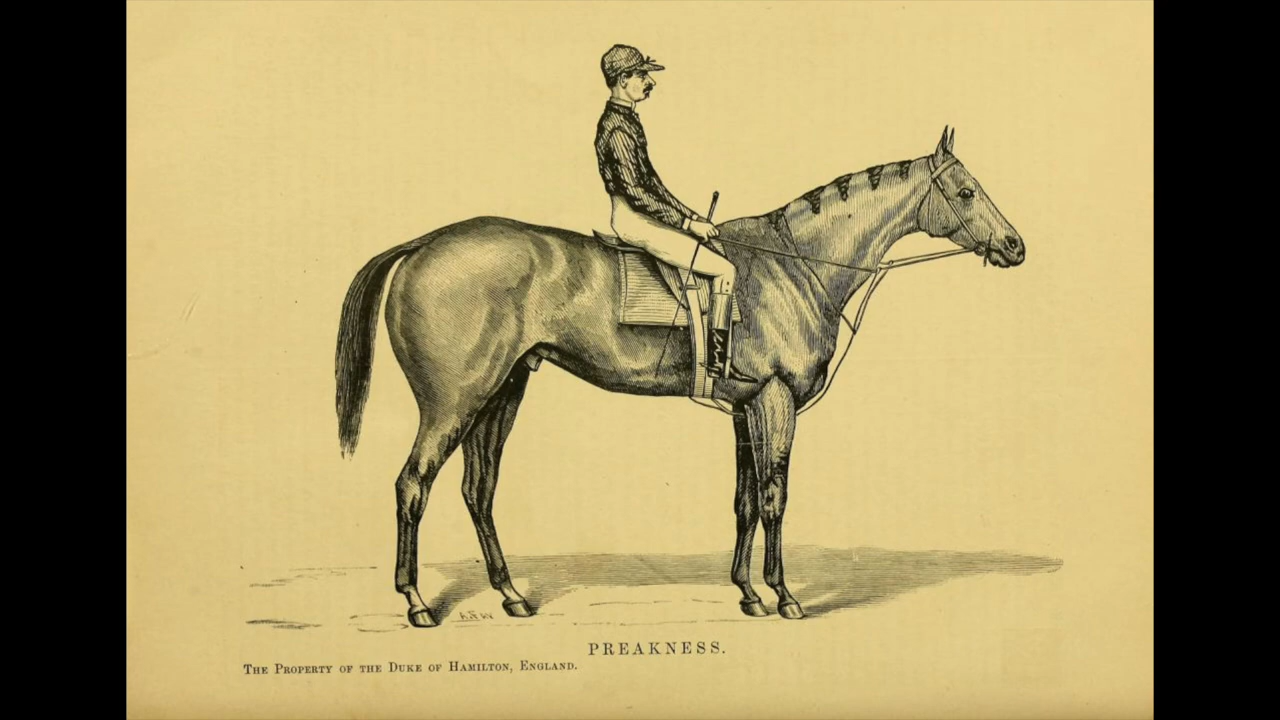 PREAKNESS.
THE PROPERTY OF THE DUKE OF HAMILTON, ENGLAND.